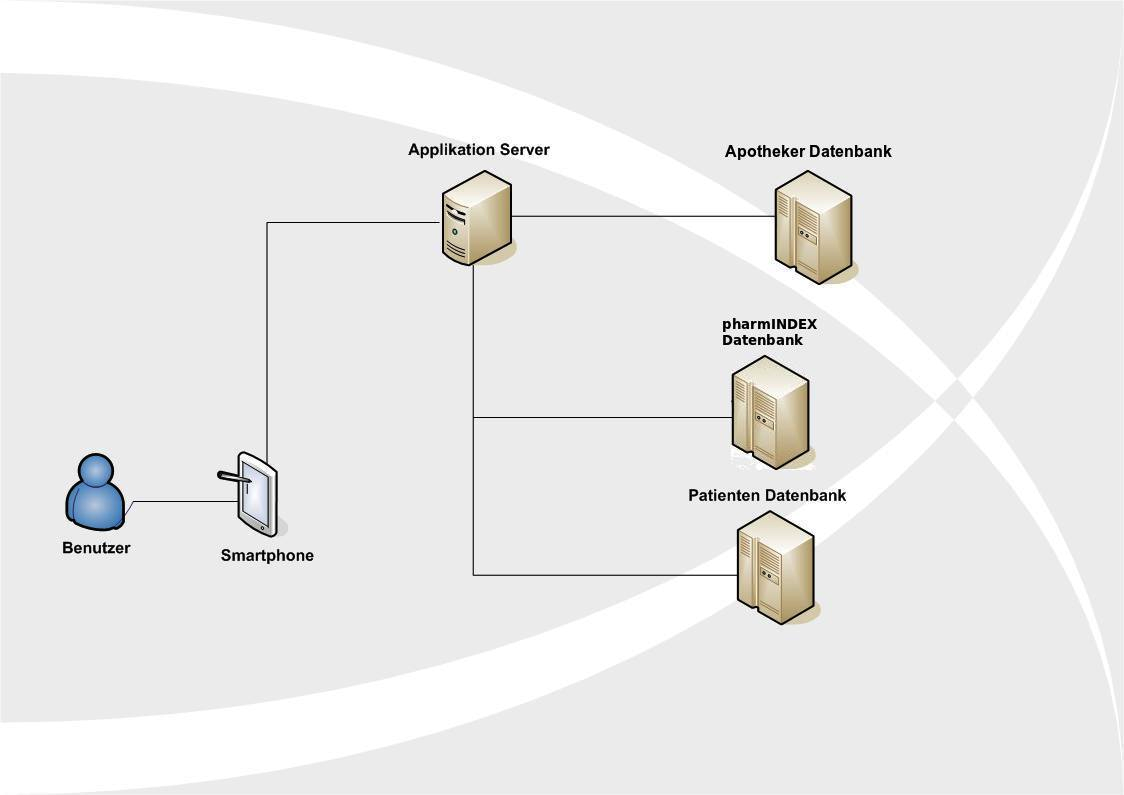 Applikation Server
Apotheker Datenbank
pharmINDEX
Datenbank
Patienten Datenbank
Benutzer
Smartphone